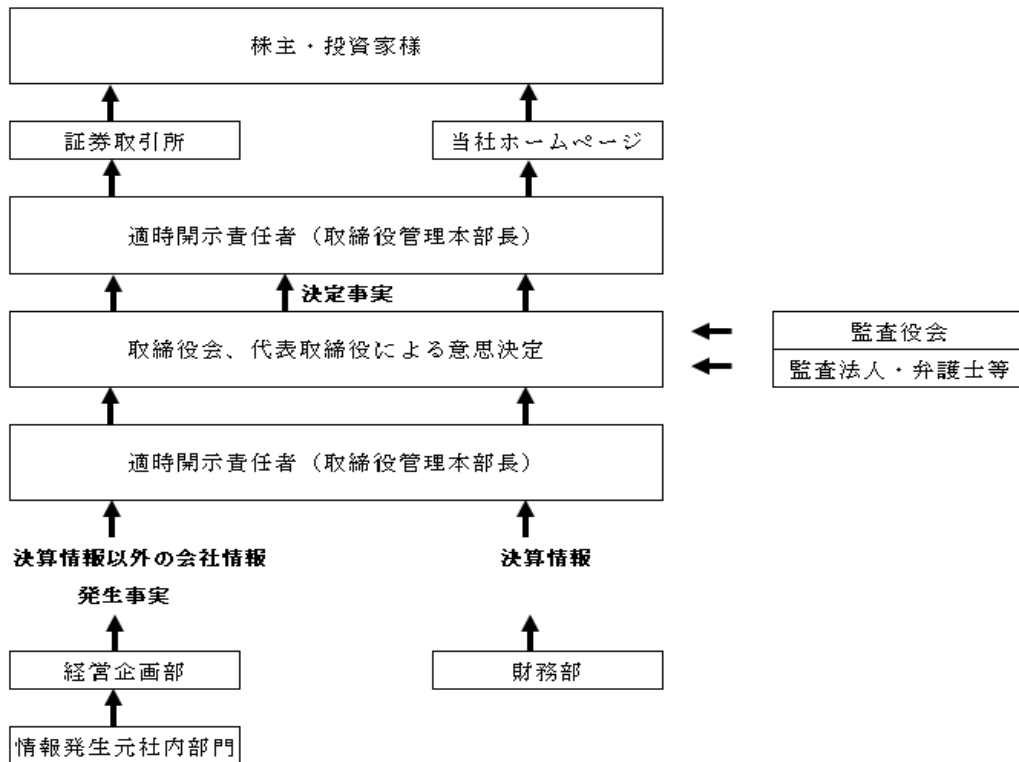 株主・投資家様
証券取引所
当社ホームページ
適時開示責任者（取締役管理本部長）
決定事実
取締役会、代表取締役による意思決定
監査役会
監査法人・弁護士等
適時開示責任者（取締役管理本部長）
決算情報以外の会社情報
決算情報
発生事実
経営企画部
財務部
情報発生元社内部門